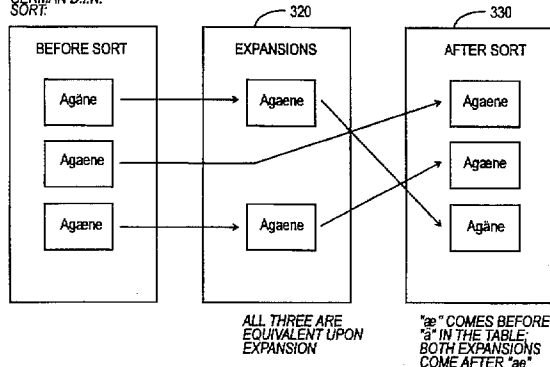 GERMAN D.I.N.
SORT:
320
330
BEFORE SORT
EXPANSIONS
AFTER SORT
Agäne
Agaene
Agaene
Agaene
Agæne
Agæne
Agaene
Agäne
ALL THREE ARE
EQUIVALENT UPON
EXPANSION
"æ" COMES BEFORE
"ä" IN THE TABLE;
BOTH EXPANSIONS
COME AFTER "ae"